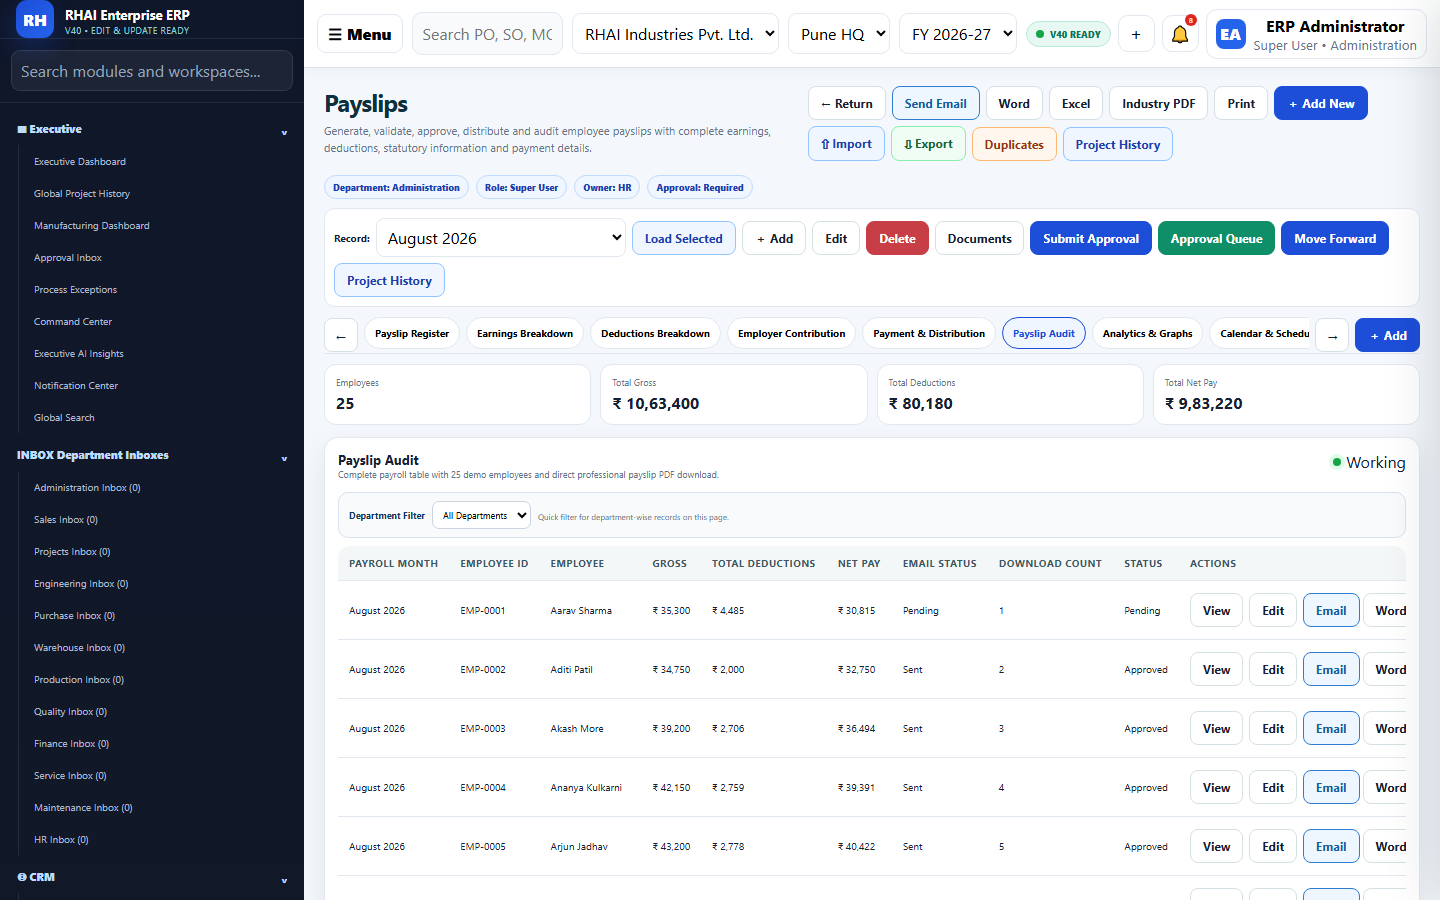 RH
RHAI Enterprise ERP
V40 • EDIT & UPDATE READY
Search modules and workspaces...
Executive
Executive Dashboard
Global Project History
Manufacturing Dashboard
Approval Inbox
Process Exceptions
Command Center
Executive AI Insights
Notification Center
Global Search
INBOX Department Inboxes
Administration Inbox (0)
Sales Inbox (0)
Projects Inbox (0)
Engineering Inbox (0)
Purchase Inbox (0)
Warehouse Inbox (0)
Production Inbox (0)
Quality Inbox (0)
Finance Inbox (0)
Service Inbox (0)
Maintenance Inbox (0)
HR Inbox (0)
CRM
☰ Menu
Search PO, SO, MO
RHAI Industries Pvt. Ltd.
Pune HQ
FY 2026-27
V40 READY
+
8
EA
ERP Administrator
Super User • Administration
Payslips
Generate, validate, approve, distribute and audit employee payslips with complete earnings,
deductions, statutory information and payment details.
← Return
Send Email
Word
Excel
Industry PDF
Print
+ Add New
⇧ Import
⇩ Export
Duplicates
Project History
Department: Administration
Role: Super User
Owner: HR
Approval: Required
Record:
August 2026
Load Selected
+ Add
Edit
Delete
Documents
Submit Approval
Approval Queue
Move Forward
Project History
←
Payslip Register
Earnings Breakdown
Deductions Breakdown
Employer Contribution
Payment & Distribution
Payslip Audit
Analytics & Graphs
Calendar & Schedu
→
+ Add
Employees
25
Total Gross
₹ 10,63,400
Total Deductions
₹ 80,180
Total Net Pay
₹ 9,83,220
Payslip Audit
Complete payroll table with 25 demo employees and direct professional payslip PDF download.
Working
Department Filter
All Departments
Quick filter for department-wise records on this page.
PAYROLL MONTH EMPLOYEE ID EMPLOYEE GROSS TOTAL DEDUCTIONS NET PAY EMAIL STATUS DOWNLOAD COUNT STATUS ACTIONS
August 2026 EMP-0001 Aarav Sharma ₹ 35,300 ₹ 4,485 ₹ 30,815 Pending 1 Pending View Edit Email Word
August 2026 EMP-0002 Aditi Patil ₹ 34,750 ₹ 2,000 ₹ 32,750 Sent 2 Approved View Edit Email Word
August 2026 EMP-0003 Akash More ₹ 39,200 ₹ 2,706 ₹ 36,494 Sent 3 Approved View Edit Email Word
August 2026 EMP-0004 Ananya Kulkarni ₹ 42,150 ₹ 2,759 ₹ 39,391 Sent 4 Approved View Edit Email Word
August 2026 EMP-0005 Arjun Jadhav ₹ 43,200 ₹ 2,778 ₹ 40,422 Sent 5 Approved View Edit Email Word